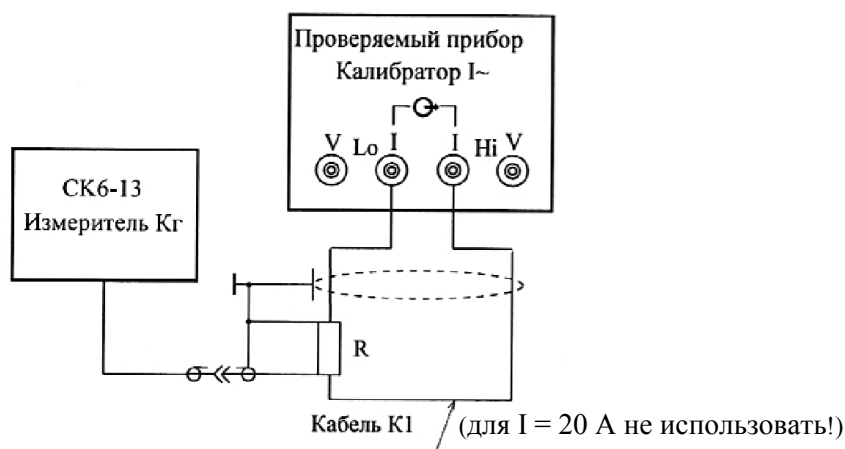 Проверяемый прибор
Калибратор I~
V Lo I I Hi V
СК6-13
Измеритель Кг
R
Кабель К1 (для I = 20 А не использовать!)